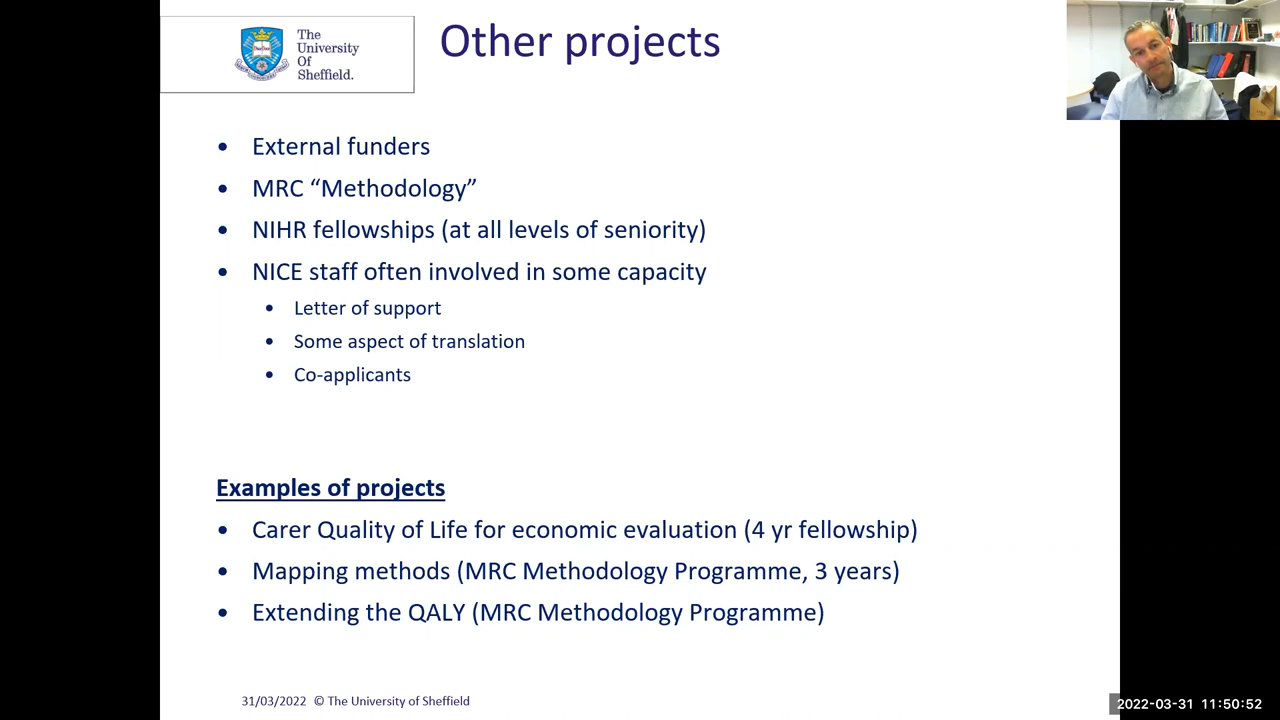 The
University
Of
Sheffield.
Other projects
• External funders
• MRC “Methodology”
• NIHR fellowships (at all levels of seniority)
• NICE staff often involved in some capacity
• Letter of support
• Some aspect of translation
• Co-applicants
Examples of projects
• Carer Quality of Life for economic evaluation (4 yr fellowship)
• Mapping methods (MRC Methodology Programme, 3 years)
• Extending the QALY (MRC Methodology Programme)
31/03/2022 © The University of Sheffield
2022-03-31 11:50:52